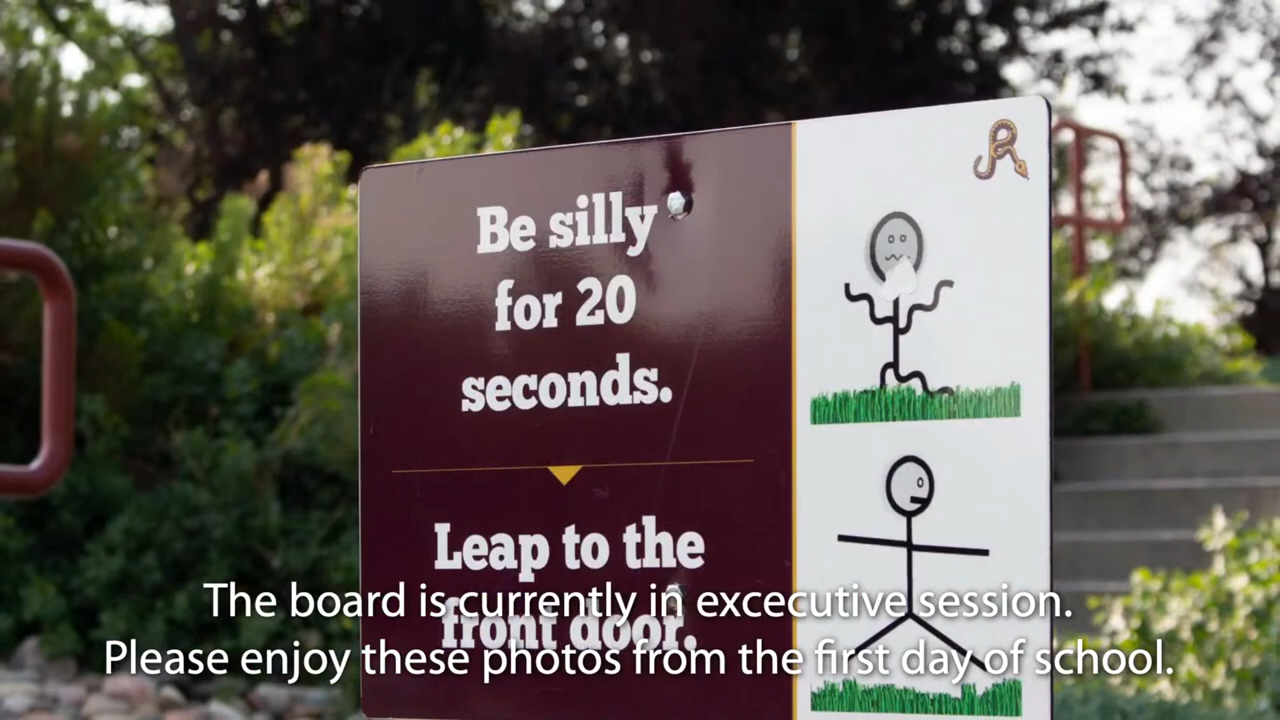 Be silly
for 20
seconds.
Leap to the
front door.
The board is currently in excecutive session.
Please enjoy these photos from the first day of school.